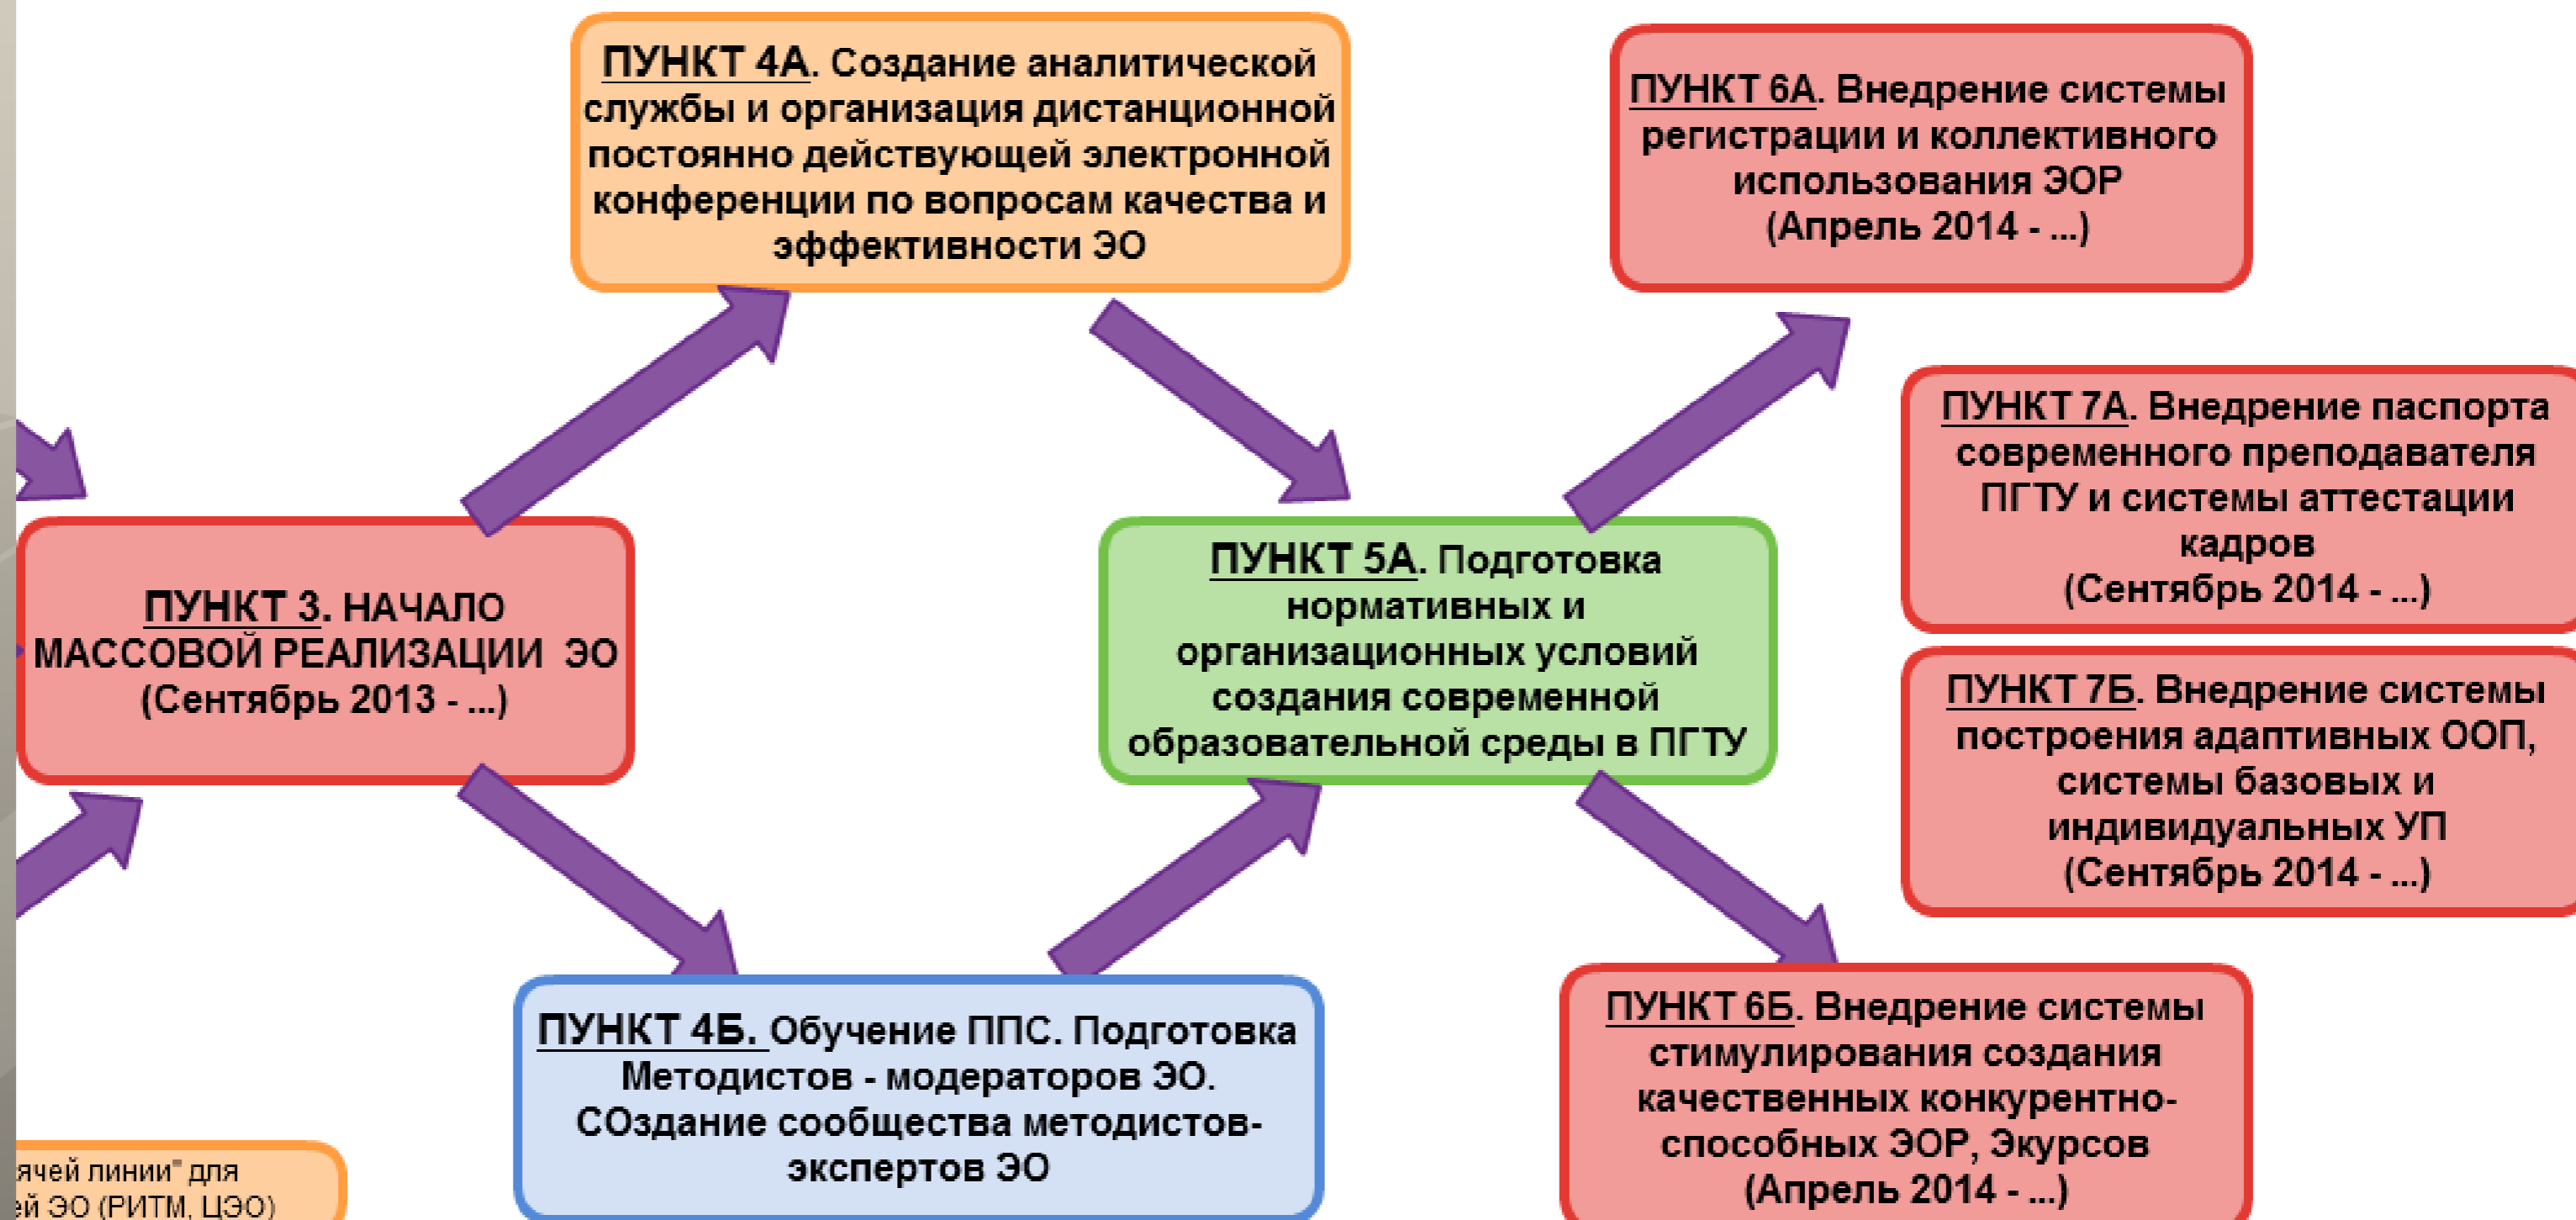 ПУНКТ 4А. Создание аналитической
службы и организация дистанционной
постоянно действующей электронной
конференции по вопросам качества и
эффективности ЭО
ПУНКТ 6А. Внедрение системы
регистрации и коллективного
использования ЭОР
(Апрель 2014 - ...)
ПУНКТ 3. НАЧАЛО
МАССОВОЙ РЕАЛИЗАЦИИ ЭО
(Сентябрь 2013 - ...)
ПУНКТ 5А. Подготовка
нормативных и
организационных условий
создания современной
образовательной среды в ПГТУ
ПУНКТ 7А. Внедрение паспорта
современного преподавателя
ПГТУ и системы аттестации
кадров
(Сентябрь 2014 - ...)
ПУНКТ 7Б. Внедрение системы
построения адаптивных ООП,
системы базовых и
индивидуальных УП
(Сентябрь 2014 - ...)
ПУНКТ 4Б. Обучение ППС. Подготовка
Методистов - модераторов ЭО.
СОздание сообщества методистов-
экспертов ЭО
ПУНКТ 6Б. Внедрение системы
стимулирования создания
качественных конкурентно-
способных ЭОР, Экурсов
(Апрель 2014 - ...)
линии" для
ЭО (РИТМ, ЦЭО)